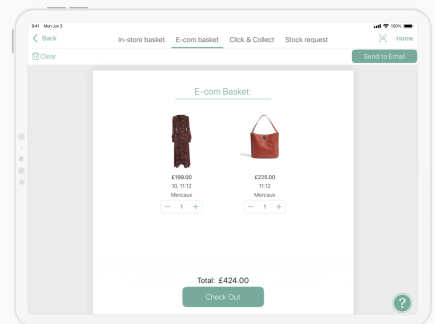 9:41 Mon Jun 3
100%
Back
In-store basket
E-com basket
Click & Collect
Stock request
Home
Clear
Send to Email
E-com Basket:
£199.00
10, 11:12
Mercaux
1
£225.00
11:12
Mercaux
1
Total: £424.00
Check Out
?